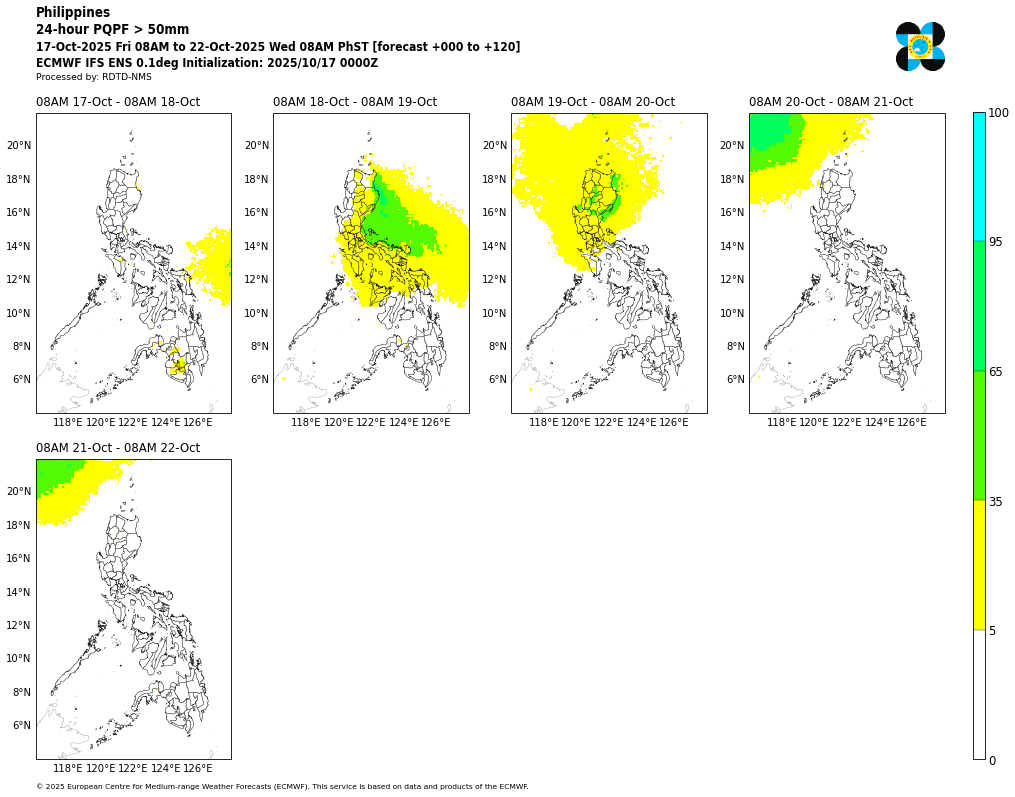 Philippines
24-hour PQPF > 50mm
17-Oct-2025 Fri 08AM to 22-Oct-2025 Wed 08AM PhST [forecast +000 to +120]
ECMWF IFS ENS 0.1deg Initialization: 2025/10/17 0000Z
Processed by: RDTD-NMS
08AM 17-Oct - 08AM 18-Oct
08AM 18-Oct - 08AM 19-Oct
08AM 19-Oct - 08AM 20-Oct
08AM 20-Oct - 08AM 21-Oct
20°N 20°N 20°N 20°N
18°N 18°N 18°N 18°N
16°N 16°N 16°N 16°N
14°N 14°N 14°N 14°N
12°N 12°N 12°N 12°N
10°N 10°N 10°N 10°N
8°N 8°N 8°N 8°N
6°N 6°N 6°N 6°N
118°E 120°E 122°E 124°E 126°E
118°E 120°E 122°E 124°E 126°E
118°E 120°E 122°E 124°E 126°E
118°E 120°E 122°E 124°E 126°E
08AM 21-Oct - 08AM 22-Oct
20°N
18°N
16°N
14°N
12°N
10°N
8°N
6°N
118°E 120°E 122°E 124°E 126°E
100
95
65
35
5
0
© 2025 European Centre for Medium-range Weather Forecasts (ECMWF). This service is based on data and products of the ECMWF.